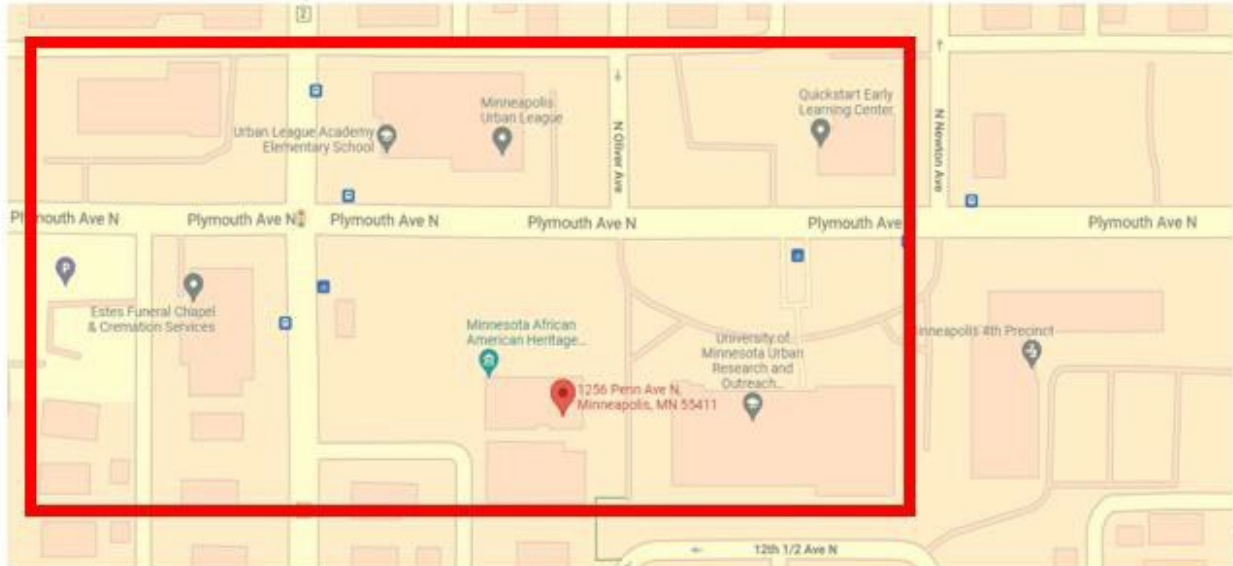 2
Urban League Academy
Elementary School
Minneapolis
Urban League
N Oliver Ave
Quickstart Early
Learning Center
N Newton Ave
Plymouth Ave N
Plymouth Ave N
Plymouth Ave N
Plymouth Ave N
Plymouth Ave
Plymouth Ave N
P
Estes Funeral Chapel
& Cremation Services
Minnesota African
American Heritage...
1256 Penn Ave N,
Minneapolis, MN 55411
University of
Minnesota Urban
Research and
Outreach...
inneapolis 4th Precinct
12th 1/2 Ave N